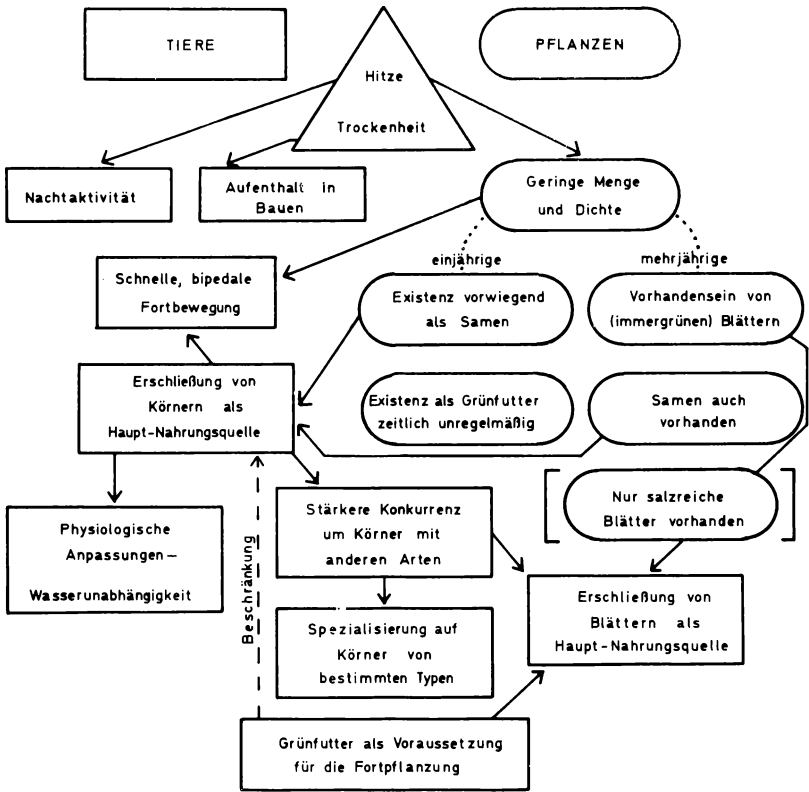 TIERE
PFLANZEN
Hitze
Trockenheit
Nachtaktivität
Aufenthalt in
Bauen
Geringe Menge
und Dichte
einjährige
mehrjährige
Schnelle, bipedale
Fortbewegung
Existenz vorwiegend
als Samen
Vorhandensein von
(immergrünen) Blättern
Erschließung von
Körnern als
Haupt-Nahrungsquelle
Existenz als Grünfutter
zeitlich unregelmäßig
Samen auch
vorhanden
Nur salzreiche
Blätter vorhanden
Physiologische
Anpassungen –
Wasserunabhängigkeit
Beschränkung
Stärkere Konkurrenz
um Körner mit
anderen Arten
Erschließung von
Blättern als
Haupt-Nahrungsquelle
Spezialisierung auf
Körner von
bestimmten Typen
Grünfutter als Voraussetzung
für die Fortpflanzung